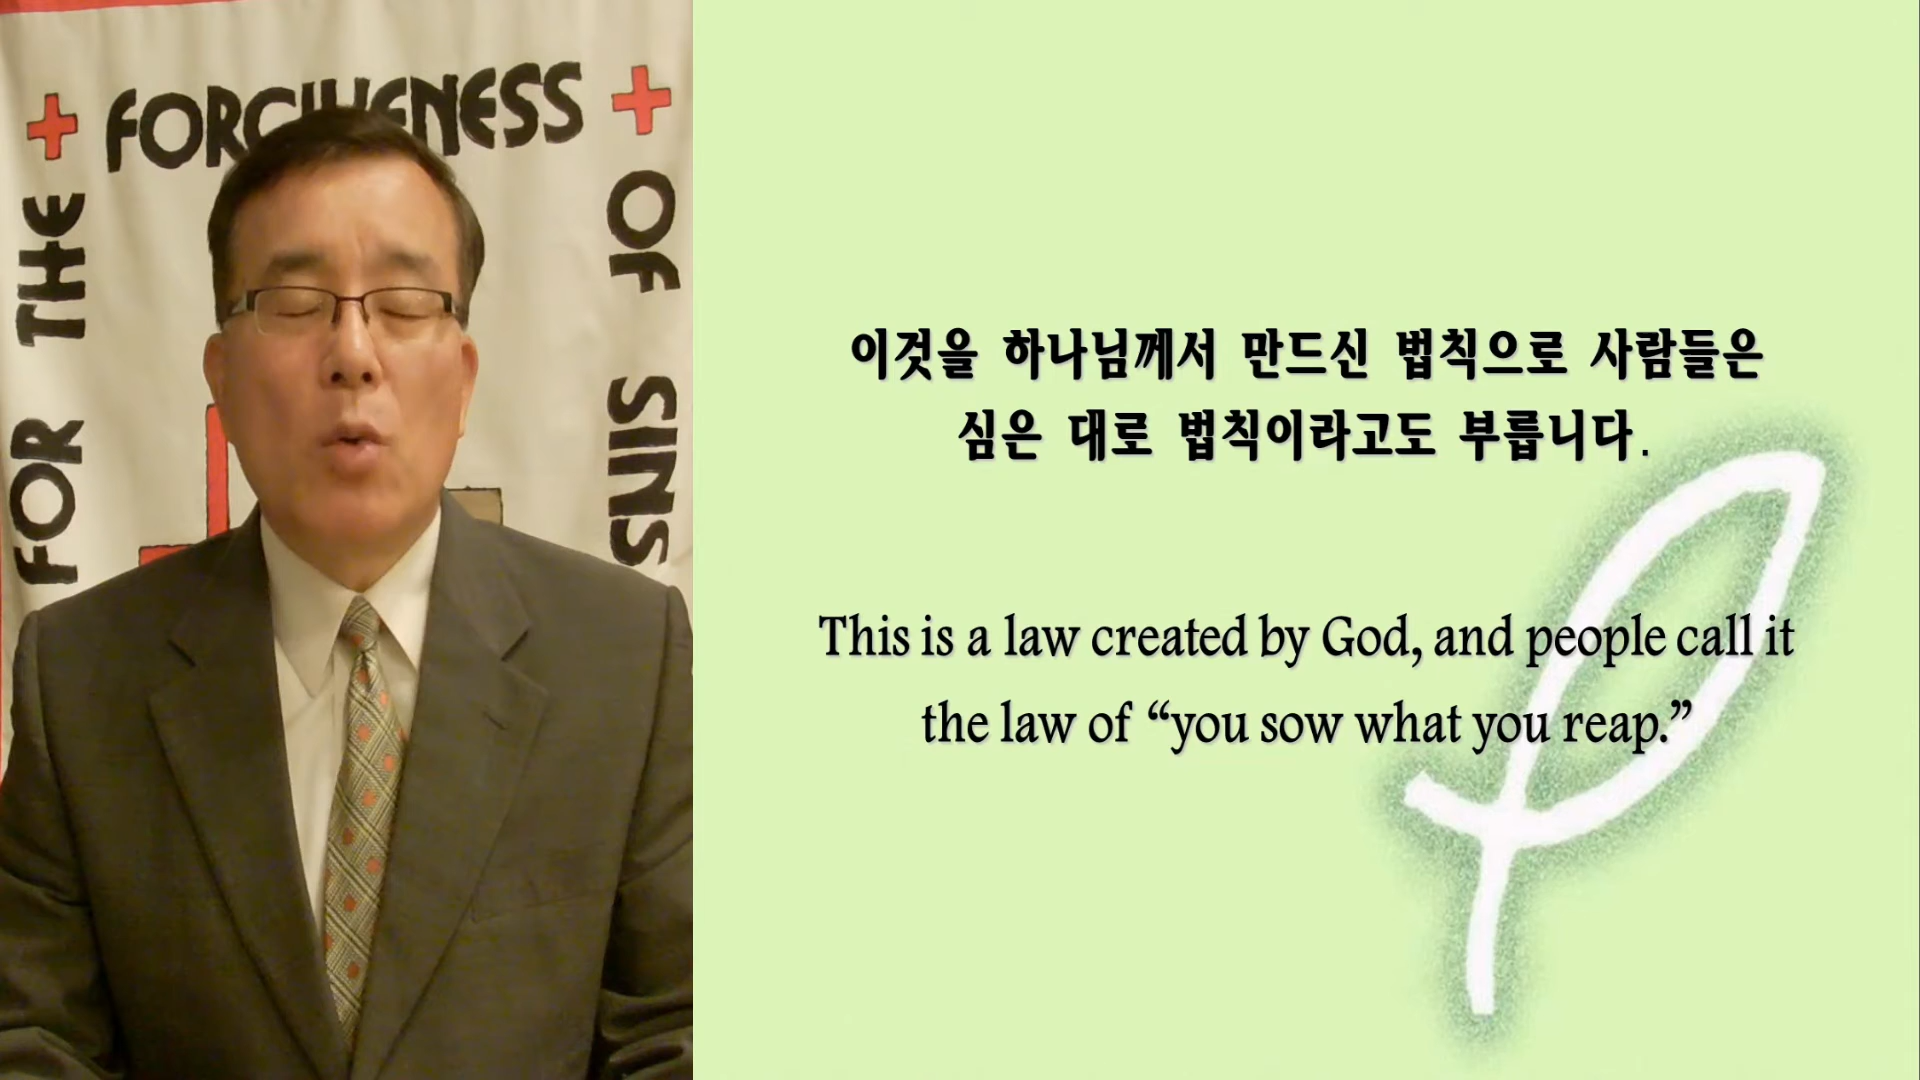 FOR THE
FORGIVENESS
OF SINS
이것을 하나님께서 만드신 법칙으로 사람들은
심은 대로 법칙이라고도 부릅니다.
This is a law created by God, and people call it
the law of “you sow what you reap.”